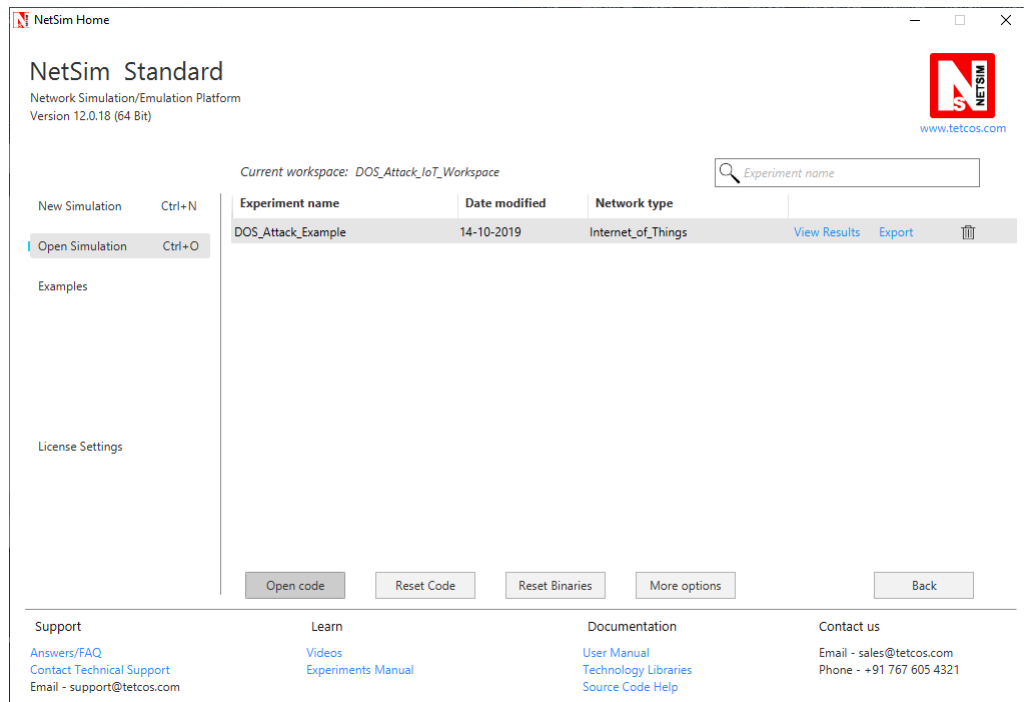 NetSim Home
NetSim Standard
Network Simulation/Emulation Platform
Version 12.0.18 (64 Bit)
NETSIM
N
S
www.tetcos.com
Current workspace: DOS_Attack_IoT_Workspace
Experiment name
New Simulation Ctrl+N
Open Simulation Ctrl+O
Examples
License Settings
Experiment name Date modified Network type
DOS_Attack_Example 14-10-2019 Internet_of_Things View Results Export
Open code Reset Code Reset Binaries More options Back
Support
Answers/FAQ
Contact Technical Support
Email - support@tetcos.com
Learn
Videos
Experiments Manual
Documentation
User Manual
Technology Libraries
Source Code Help
Contact us
Email - sales@tetcos.com
Phone - +91 767 605 4321